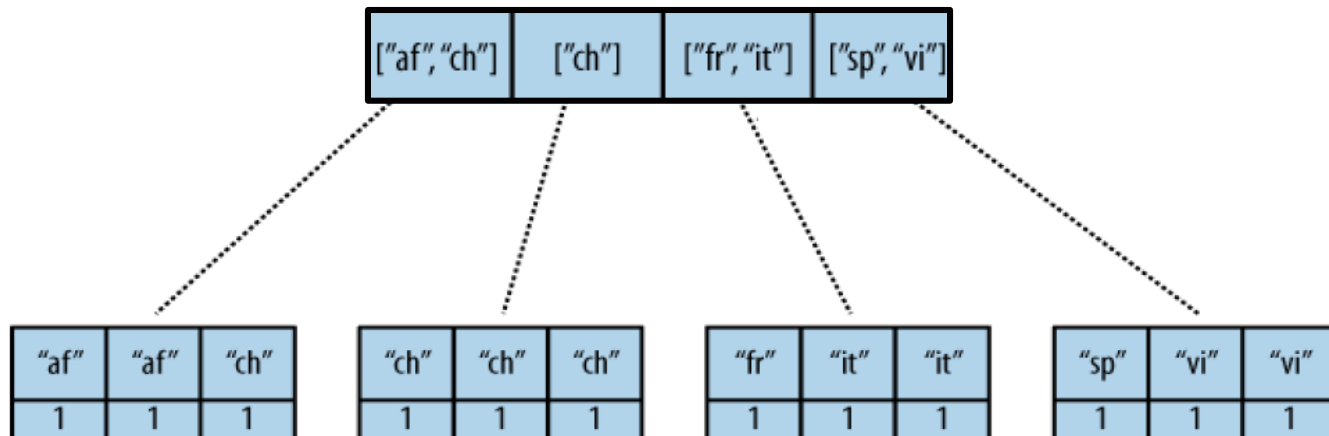 ["af", "ch"] ["ch"] ["fr", "it"] ["sp", "vi"]
"af" "af" "ch" "ch" "ch" "ch" "fr" "it" "it" "sp" "vi" "vi"
1 1 1 1 1 1 1 1 1 1 1 1